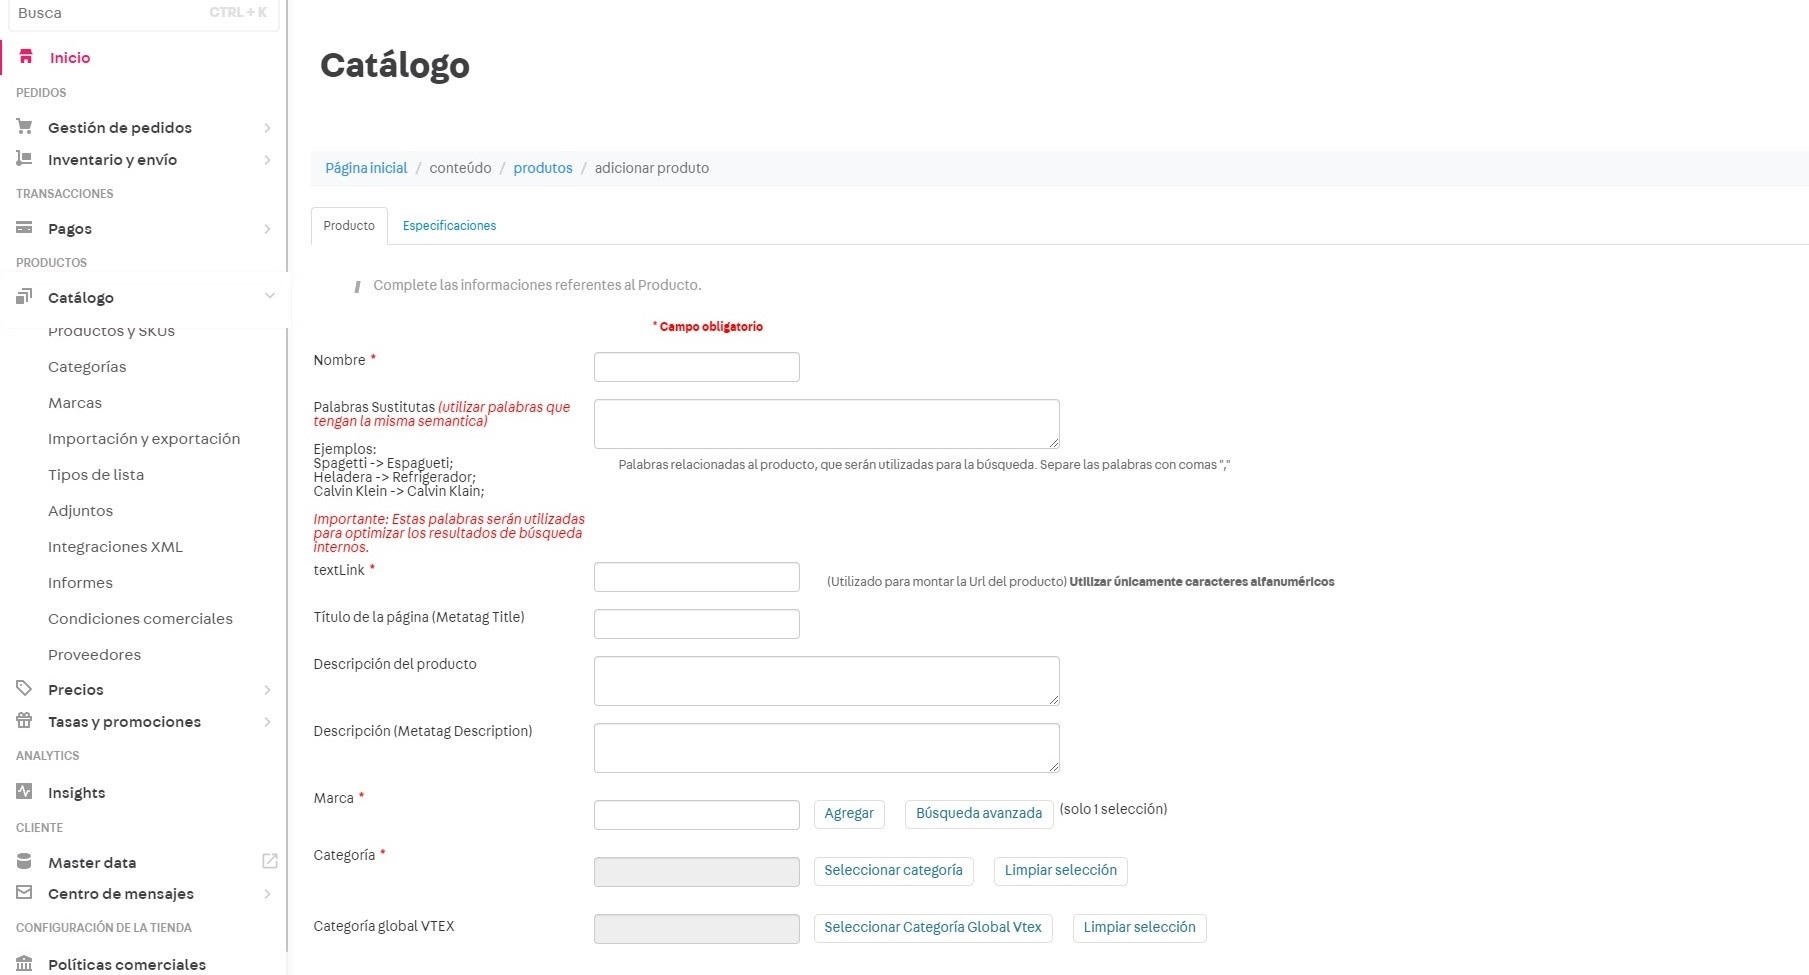 Busca CTRL + K
Inicio
PEDIDOS
Gestión de pedidos
Inventario y envío
TRANSACCIONES
Pagos
PRODUCTOS
Catálogo
Productos y SKUs
Categorías
Marcas
Importación y exportación
Tipos de lista
Adjuntos
Integraciones XML
Informes
Condiciones comerciales
Proveedores
Precios
Tasas y promociones
ANALYTICS
Insights
CLIENTE
Master data
Centro de mensajes
CONFIGURACIÓN DE LA TIENDA
Políticas comerciales
Catálogo
Página inicial / conteúdo / produtos / adicionar produto
Producto Especificaciones
Complete las informaciones referentes al Producto.
* Campo obligatorio
Nombre *
Palabras Sustitutas (utilizar palabras que
tengan la misma semantica)
Ejemplos:
Spagetti -> Espagueti;
Heladera -> Refrigerador;
Calvin Klein -> Calvin Klain;
Palabras relacionadas al producto, que serán utilizadas para la búsqueda. Separe las palabras con comas ","
Importante: Estas palabras serán utilizadas
para optimizar los resultados de búsqueda
internos.
textLink * (Utilizado para montar la Url del producto) Utilizar únicamente caracteres alfanuméricos
Título de la página (Metatag Title)
Descripción del producto
Descripción (Metatag Description)
Marca * Agregar Búsqueda avanzada (solo 1 selección)
Categoría * Seleccionar categoría Limpiar selección
Categoría global VTEX Seleccionar Categoría Global Vtex Limpiar selección